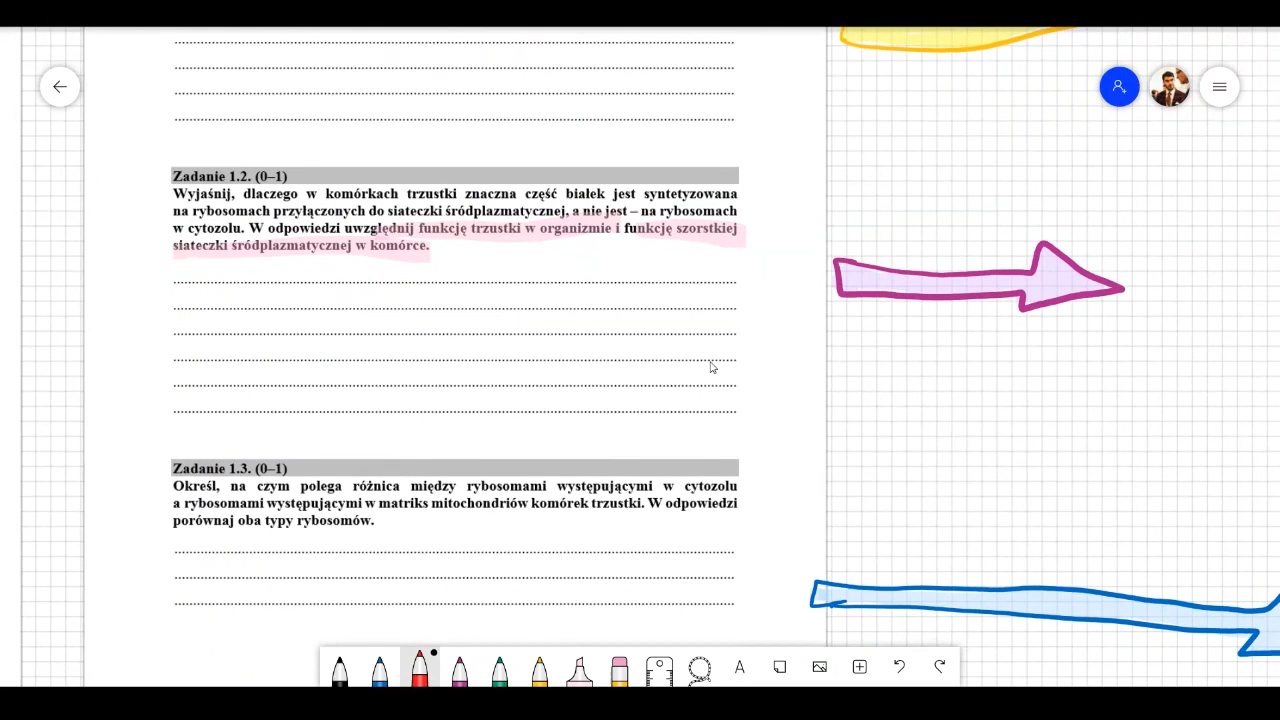 Zadanie 1.2. (0–1)
Wyjaśnij, dlaczego w komórkach trzustki znaczna część białek jest syntetyzowana
na rybosomach przyłączonych do siateczki śródplazmatycznej, a nie jest – na rybosomach
w cytozolu. W odpowiedzi uwzględnij funkcję trzustki w organizmie i funkcję szorstkiej
siateczki śródplazmatycznej w komórce.
Zadanie 1.3. (0–1)
Określ, na czym polega różnica między rybosomami występującymi w cytozolu
a rybosomami występującymi w matriks mitochondriów komórek trzustki. W odpowiedzi
porównaj oba typy rybosomów.
A